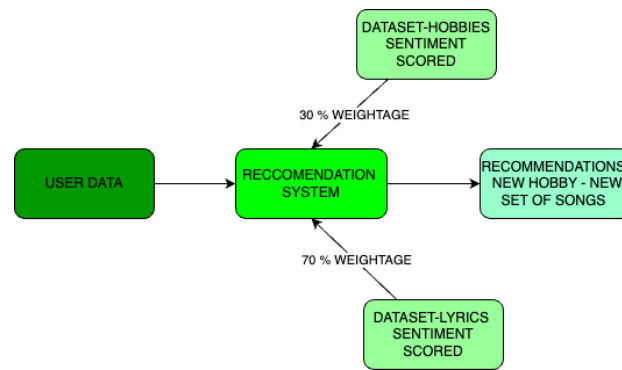 DATASET-HOBBIES
SENTIMENT
SCORED
30 % WEIGHTAGE
USER DATA
RECCOMENDATION
SYSTEM
RECOMMENDATIONS
NEW HOBBY - NEW
SET OF SONGS
70 % WEIGHTAGE
DATASET-LYRICS
SENTIMENT
SCORED